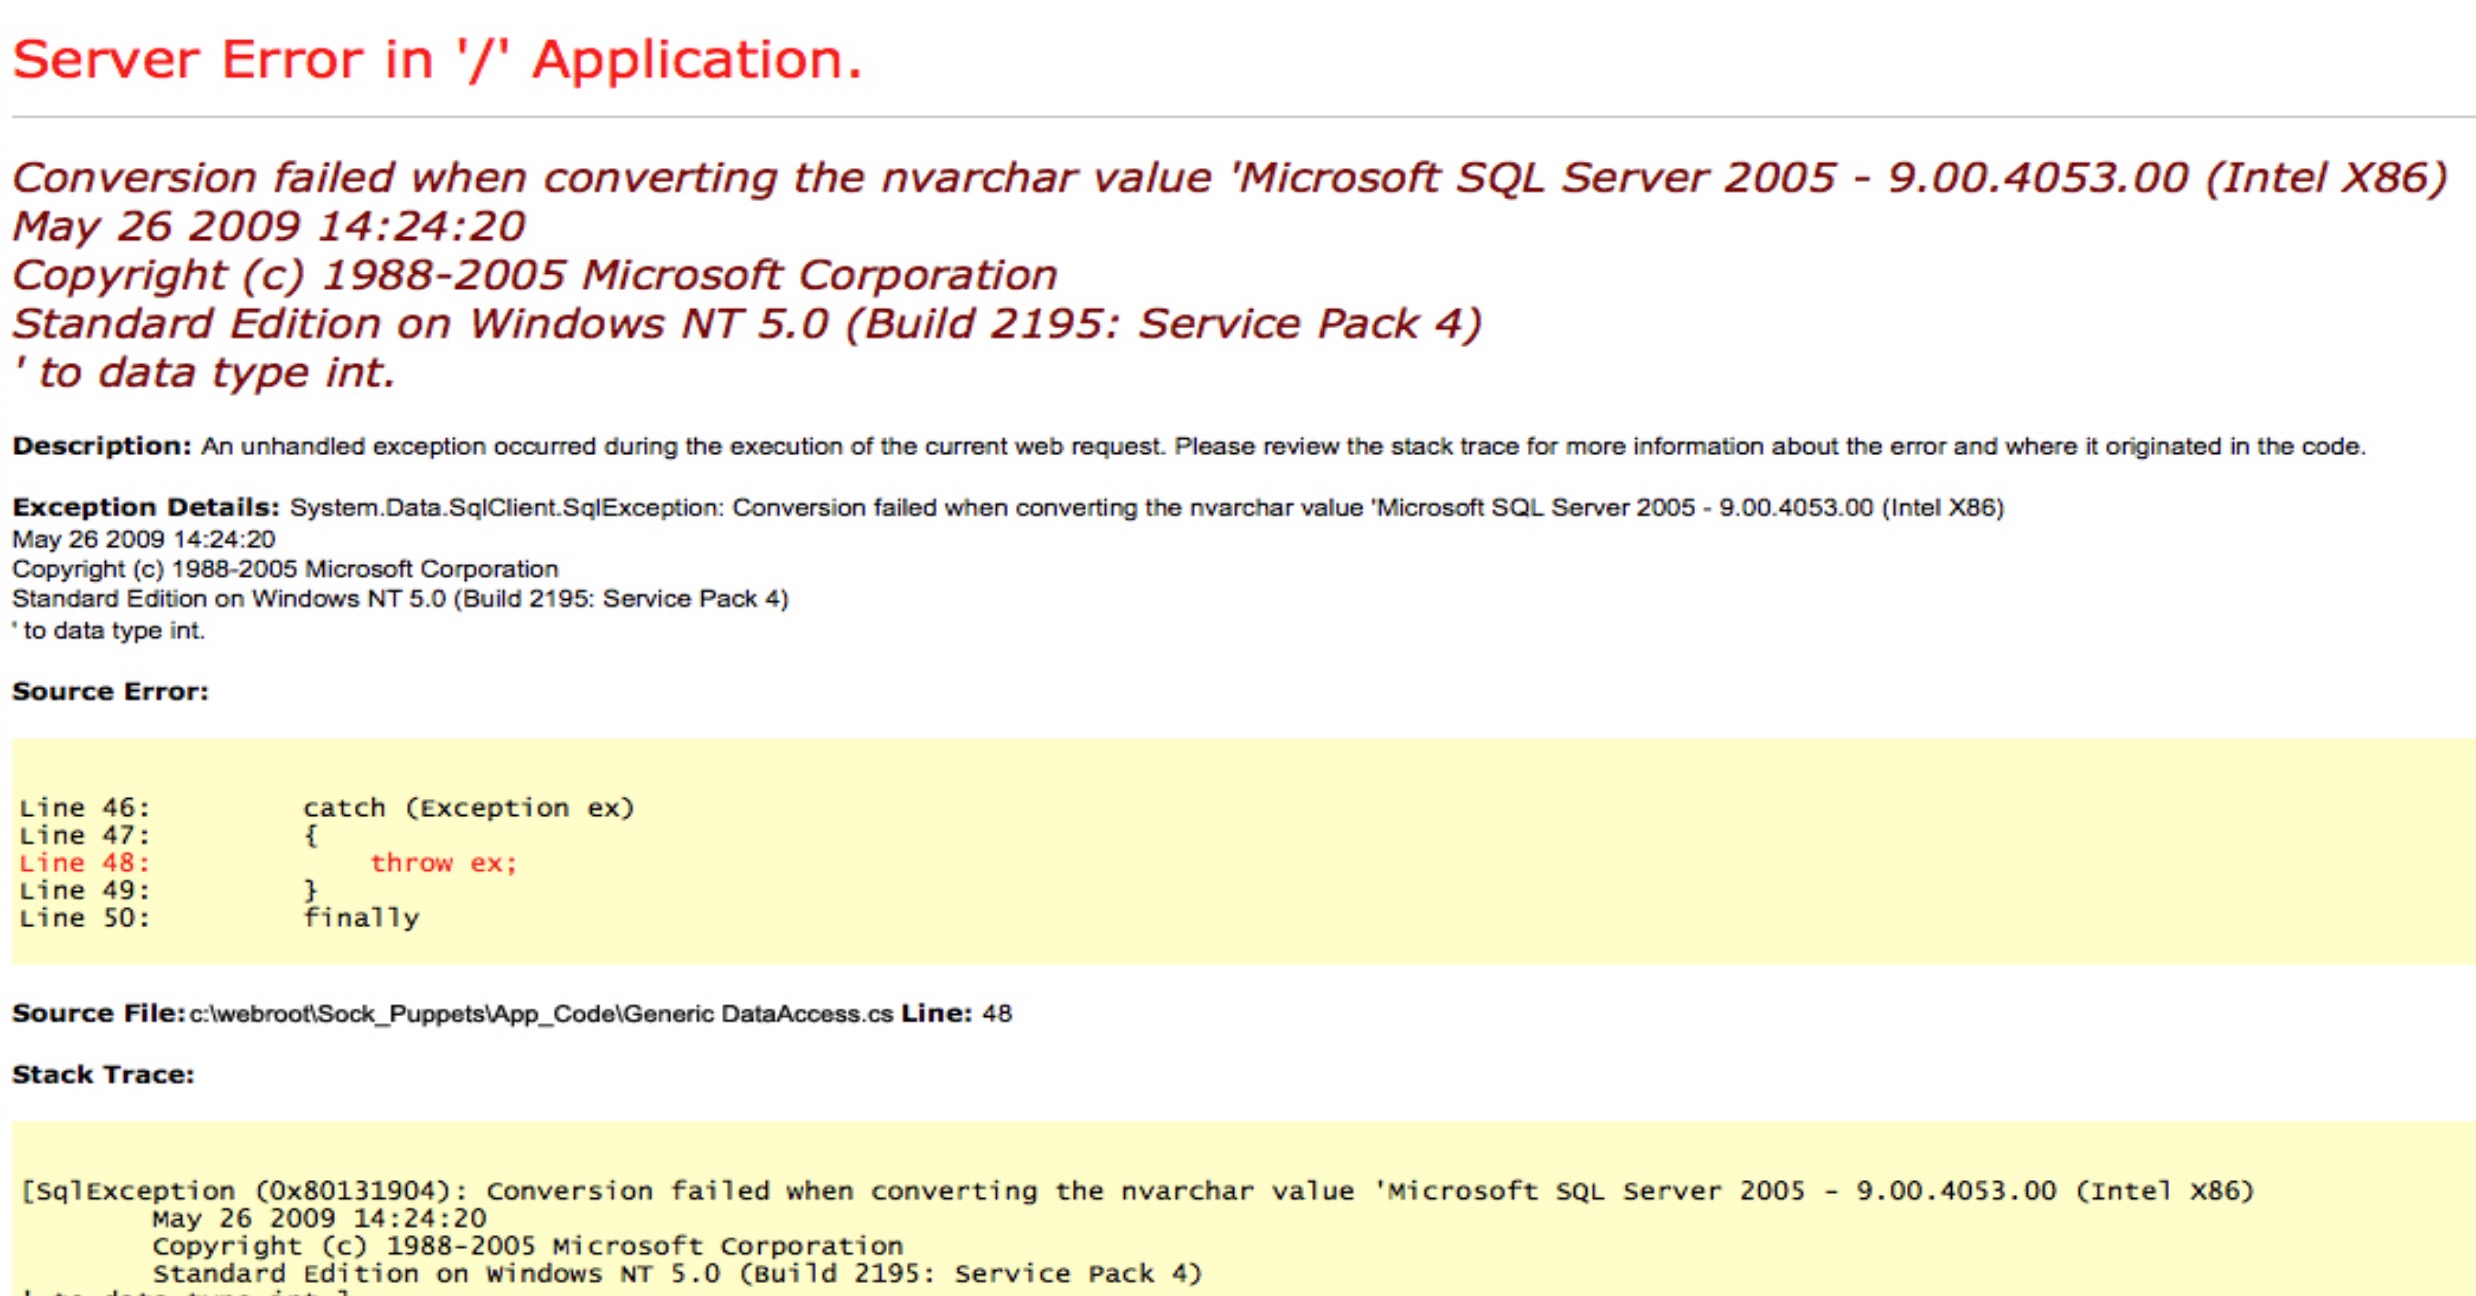 Server Error in '/' Application.
Conversion failed when converting the nvarchar value 'Microsoft SQL Server 2005 - 9.00.4053.00 (Intel X86)
May 26 2009 14:24:20
Copyright (c) 1988-2005 Microsoft Corporation
Standard Edition on Windows NT 5.0 (Build 2195: Service Pack 4)
' to data type int.
Description: An unhandled exception occurred during the execution of the current web request. Please review the stack trace for more information about the error and where it originated in the code.
Exception Details: System.Data.SqlClient.SqlException: Conversion failed when converting the nvarchar value 'Microsoft SQL Server 2005 - 9.00.4053.00 (Intel X86)
May 26 2009 14:24:20
Copyright (c) 1988-2005 Microsoft Corporation
Standard Edition on Windows NT 5.0 (Build 2195: Service Pack 4)
' to data type int.
Source Error:
Line 46:         catch (Exception ex)
Line 47:         {
Line 48:             throw ex;
Line 49:         }
Line 50:         finally
Source File: c:\webroot\Sock_Puppets\App_Code\Generic DataAccess.cs Line: 48
Stack Trace:
[SqlException (0x80131904): Conversion failed when converting the nvarchar value 'Microsoft SQL Server 2005 - 9.00.4053.00 (Intel X86)
May 26 2009 14:24:20
Copyright (c) 1988-2005 Microsoft Corporation
Standard Edition on Windows NT 5.0 (Build 2195: Service Pack 4)